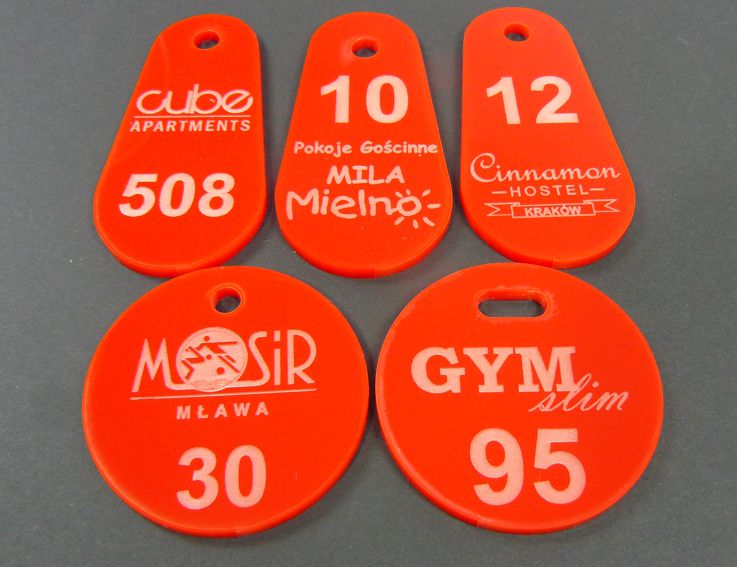 cube
APARTMENTS
508
10
Pokoje Gościnne
MILA
Mielno
12
Cinnamon
HOSTEL
KRAKÓW
MOSiR
MŁAWA
30
GYM
slim
95